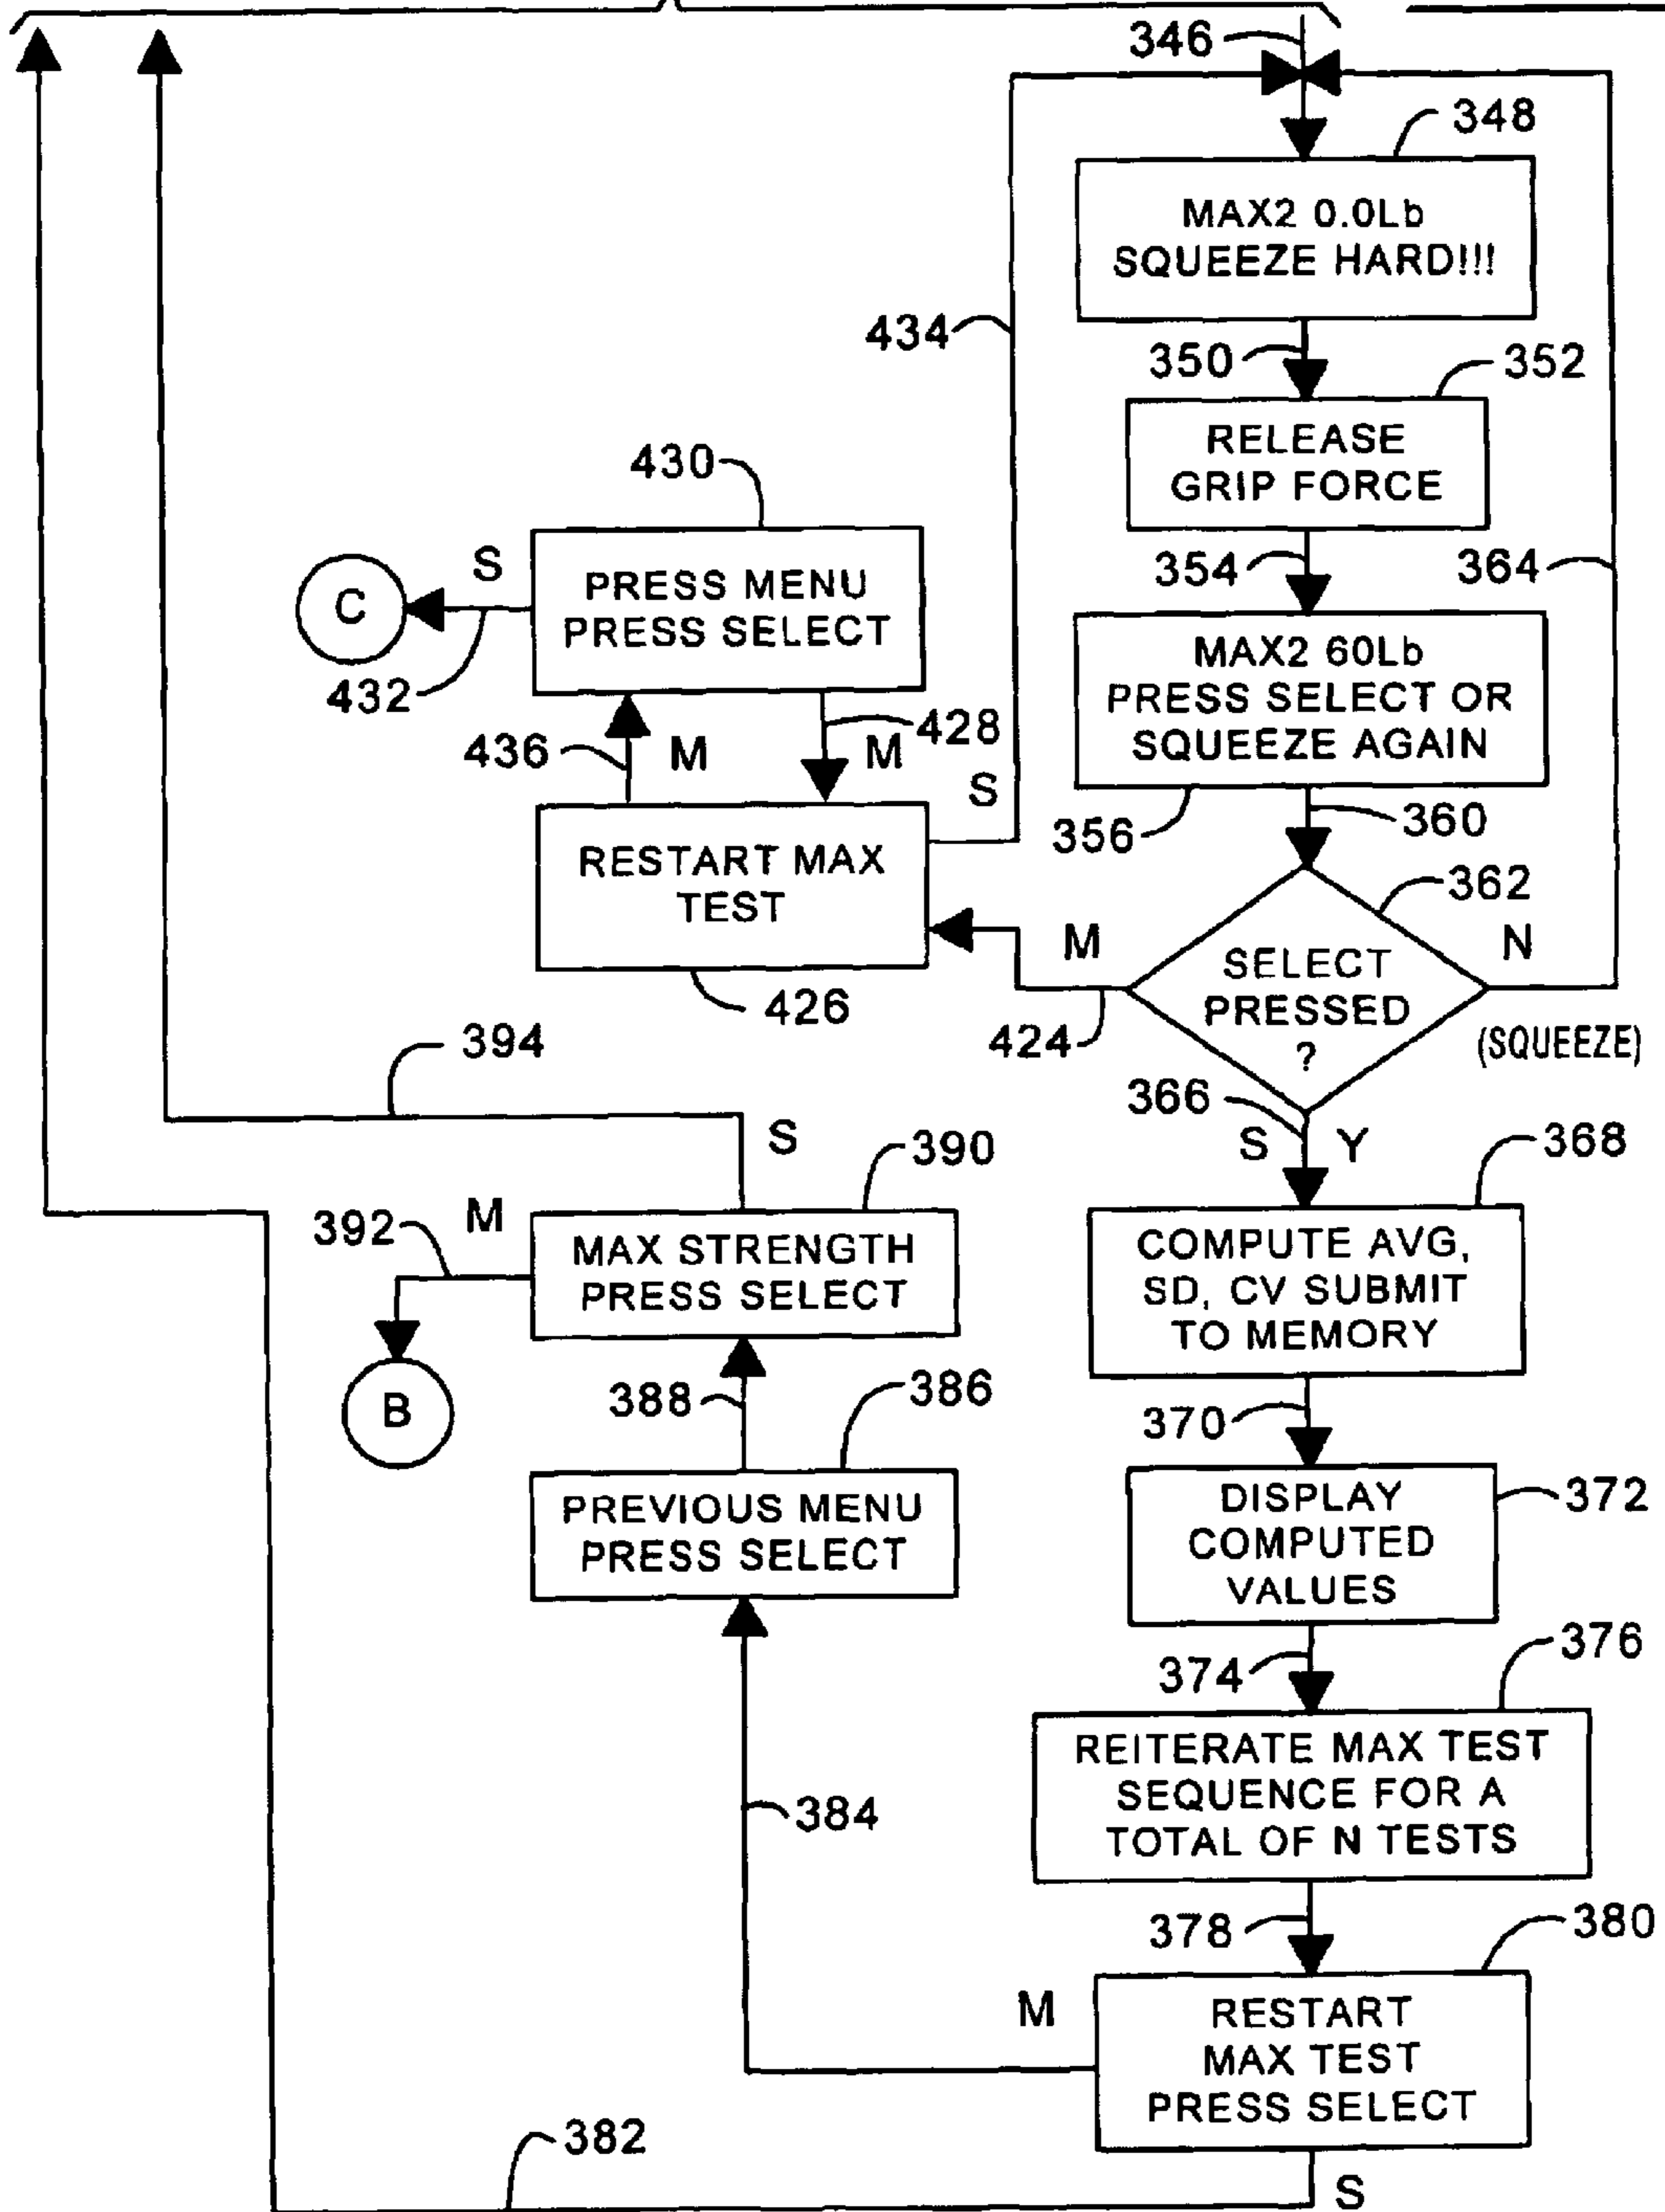 346
348
MAX2 0.0Lb
SQUEEZE HARD!!!
434
350
352
RELEASE
GRIP FORCE
430
354
364
S
C
PRESS MENU
PRESS SELECT
432
MAX2 60Lb
PRESS SELECT OR
SQUEEZE AGAIN
436
M
428
M
S
356
360
RESTART MAX
TEST
362
M
N
SELECT
PRESSED
?
426
424
(SQUEEZE)
394
366
S
Y
368
S
390
392
M
MAX STRENGTH
PRESS SELECT
COMPUTE AVG,
SD, CV SUBMIT
TO MEMORY
B
388
386
370
PREVIOUS MENU
PRESS SELECT
DISPLAY
COMPUTED
VALUES
372
374
376
REITERATE MAX TEST
SEQUENCE FOR A
TOTAL OF N TESTS
384
378
380
M
RESTART
MAX TEST
PRESS SELECT
382
S